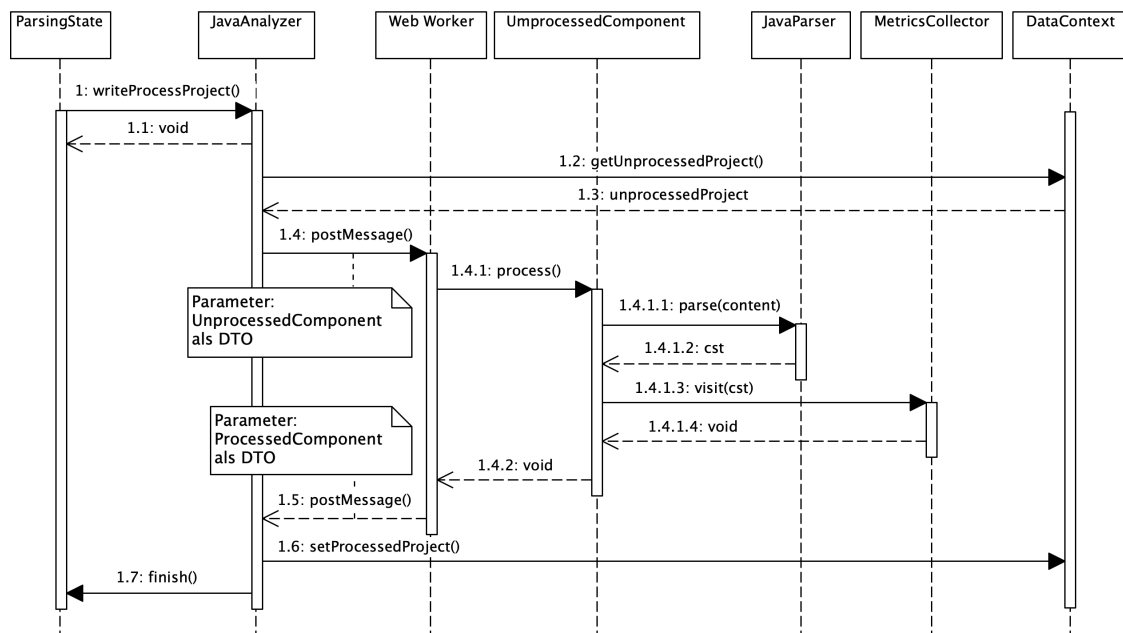 ParsingState
JavaAnalyzer
Web Worker
UmprocessedComponent
JavaParser
MetricsCollector
DataContext
1: writeProcessProject()
1.1: void
1.2: getUnprocessedProject()
1.3: unprocessedProject
1.4: postMessage()
1.4.1: process()
Parameter:
UnprocessedComponent
als DTO
1.4.1.1: parse(content)
1.4.1.2: cst
1.4.1.3: visit(cst)
Parameter:
ProcessedComponent
als DTO
1.4.1.4: void
1.4.2: void
1.5: postMessage()
1.6: setProcessedProject()
1.7: finish()